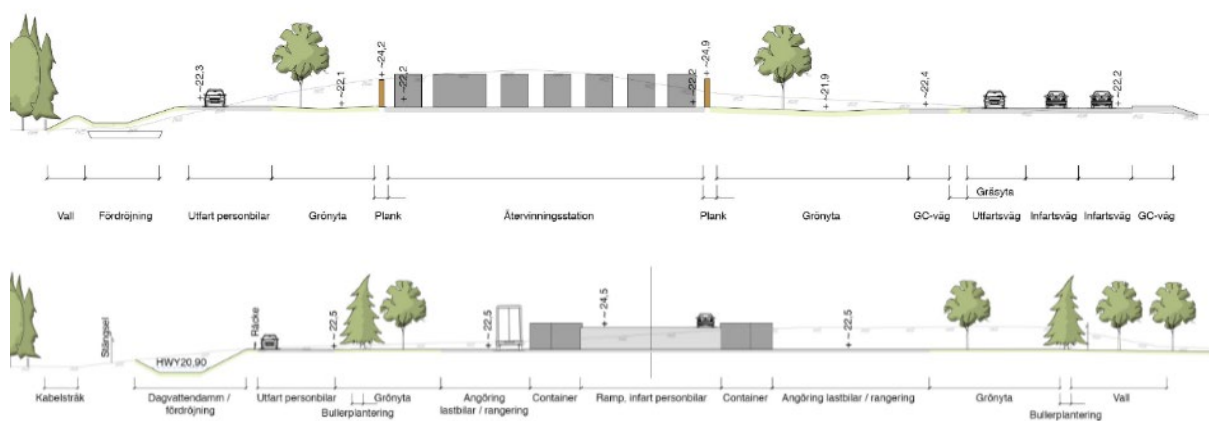 ~22,3
~22,1
~24,2
~22,2
~22,2
~24,9
~21,9
~22,4
~22,2
Vall
Fördröjning
Utfart personbilar
Grönyta
Plank
Återvinningsstation
Plank
Grönyta
GC-väg
Gräsyta
Utfartsväg
Infartsväg
Infartsväg
GC-väg
Stängsel
HWY20,90
Räcke
~22,5
~22,5
~24,5
~22,5
Kabelstråk
Dagvattendamm /
fördröjning
Utfart personbilar
Bullerplantering
Grönyta
Angöring
lastbilar / rangering
Container
Ramp, infart personbilar
Container
Angöring lastbilar / rangering
Grönyta
Bullerplantering
Vall